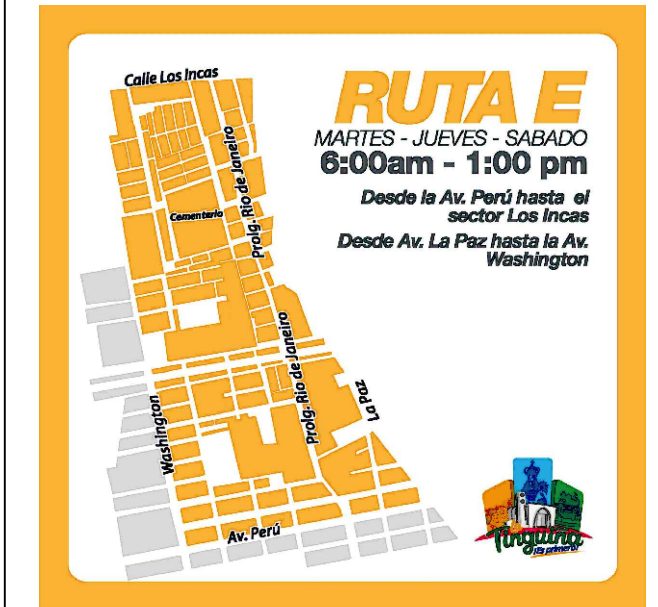 Calle Los Incas
RUTA E
MARTES - JUEVES - SABADO
6:00am - 1:00 pm
Desde la Av. Perú hasta el
sector Los Incas
Desde Av. La Paz hasta la Av.
Washington
Prolg. Rio de Janeiro
Cementerio
Prolg. Rio de Janeiro
La Paz
Washington
Av. Perú
Tinguiña
¡Es primero!